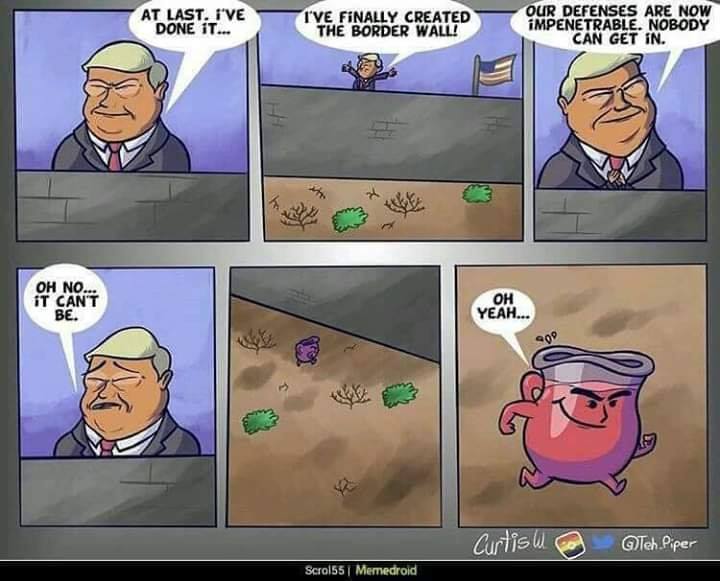 AT LAST. I'VE
DONE IT...
I'VE FINALLY CREATED
THE BORDER WALL!
OUR DEFENSES ARE NOW
IMPENETRABLE. NOBODY
CAN GET IN.
OH NO...
IT CAN'T
BE.
OH
YEAH...
Curtis W
@Teh.Piper
Scrol55 | Memedroid